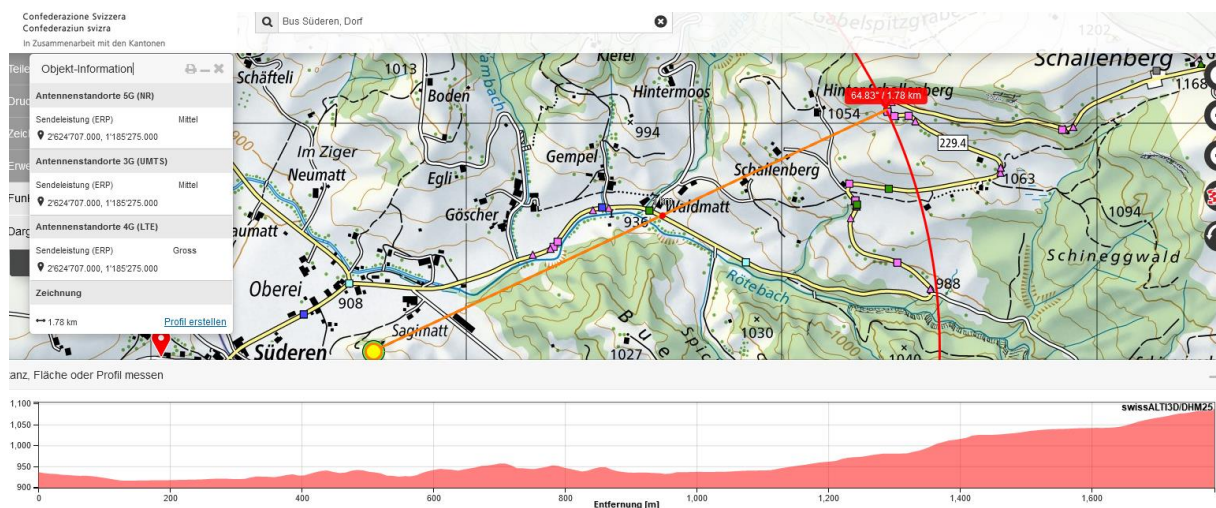 Confederazione Svizzera
Confederaziun svizra
In Zusammenarbeit mit den Kantonen
Bus Süderen, Dorf
Objekt-Information
Antennenstandorte 5G (NR)
Sendeleistung (ERP) Mittel
2'624'707.000, 1'185'275.000
Antennenstandorte 3G (UMTS)
Sendeleistung (ERP) Mittel
2'624'707.000, 1'185'275.000
Antennenstandorte 4G (LTE)
Sendeleistung (ERP) Gross
2'624'707.000, 1'185'275.000
Zeichnung
1.78 km Profil erstellen
Gabelspitzgrabe
1202
Schallenberg
1168
Schäfteli
1013
Boden
Hintermoos
994
64.83° / 1.78 km
1054
229.4
Im Ziger
Neumatt
Egli
Gempel
Schallenberg
1063
Göscher
936
Waldmatt
1094
Schineggwald
Oberei
908
Rötebach
988
Sagimatt
1030
Süderen
1027
1040
1000
anz, Fläche oder Profil messen
swissALTI3D/DHM25
1,100
1,050
1,000
950
900
0 200 400 600 800 1,000 1,200 1,400 1,600
Entfernung [m]